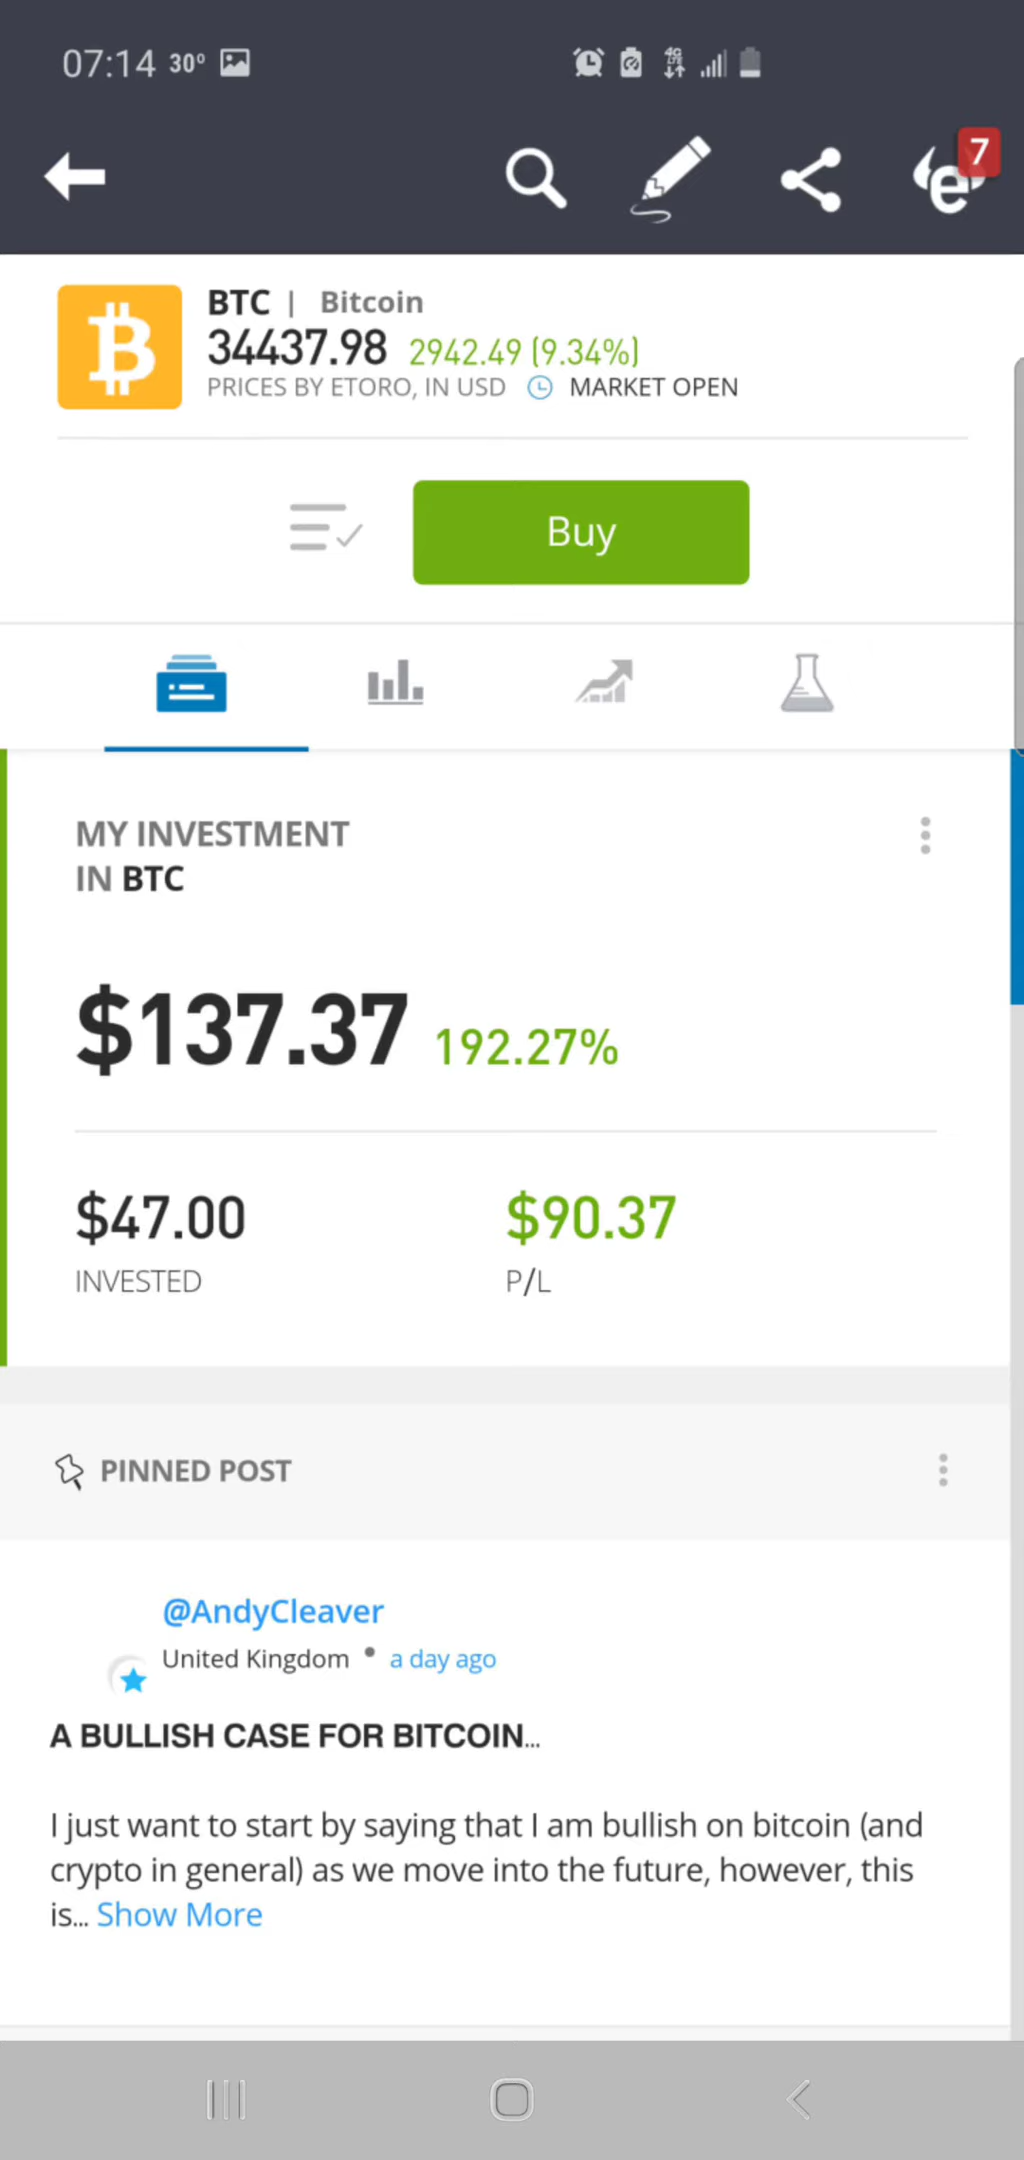 07:14 30°
4G
7
BTC | Bitcoin
34437.98 2942.49 (9.34%)
PRICES BY ETORO, IN USD MARKET OPEN
Buy
MY INVESTMENT
IN BTC
$137.37 192.27%
$47.00 $90.37
INVESTED P/L
PINNED POST
@AndyCleaver
United Kingdom • a day ago
A BULLISH CASE FOR BITCOIN...
I just want to start by saying that I am bullish on bitcoin (and
crypto in general) as we move into the future, however, this
is... Show More